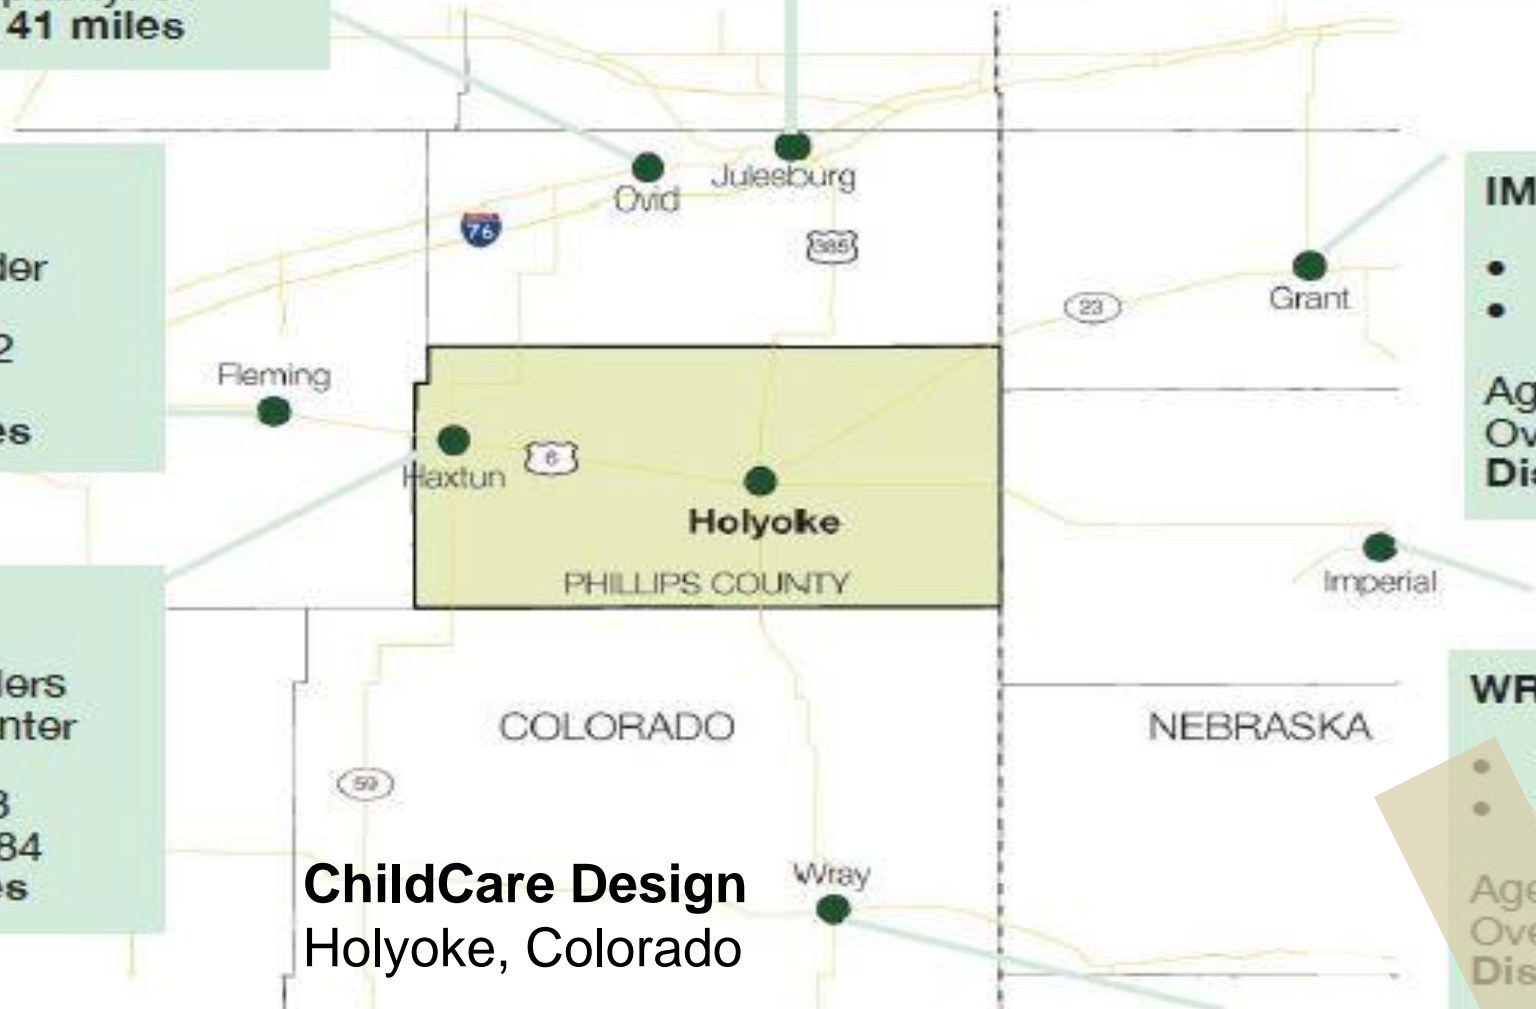 41 miles
Julesburg
Ovid
76
385
IM
der
•
23
•
Grant
2
Fleming
Ag
es
Ov
6
Dis
Haxtun
Holyoke
PHILLIPS COUNTY
Imperial
lers
WR
nter
COLORADO
NEBRASKA
•
59
3
•
84
Wray
es
ChildCare Design
Age
Holyoke, Colorado
Ove
Dis